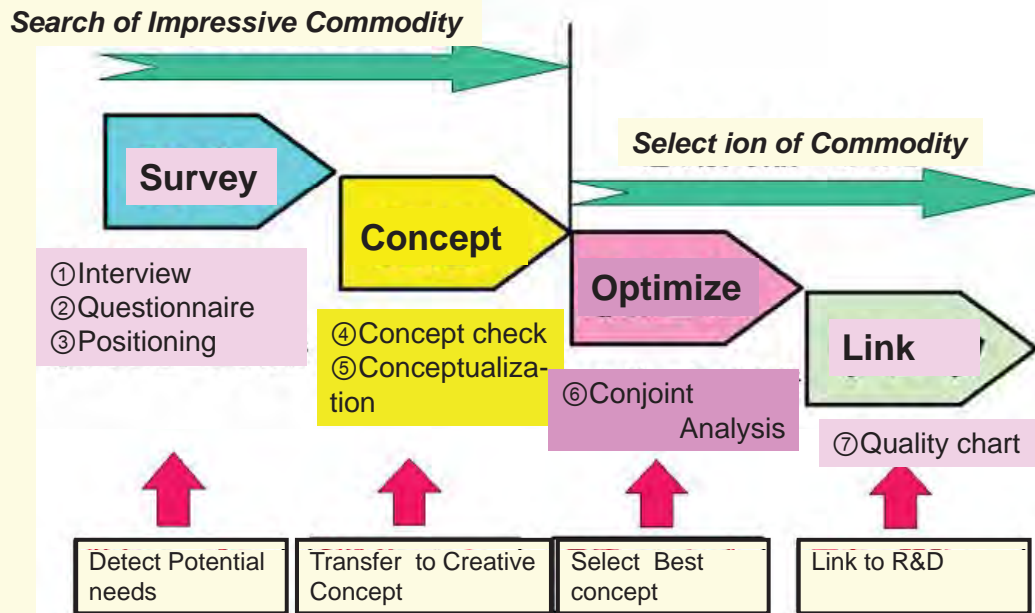 Search of Impressive Commodity
Select ion of Commodity
Survey
Concept
Optimize
Link
①Interview
②Questionnaire
③Positioning
④Concept check
⑤Conceptualiza-
tion
⑥Conjoint
Analysis
⑦Quality chart
Detect Potential
needs
Transfer to Creative
Concept
Select Best
concept
Link to R&D